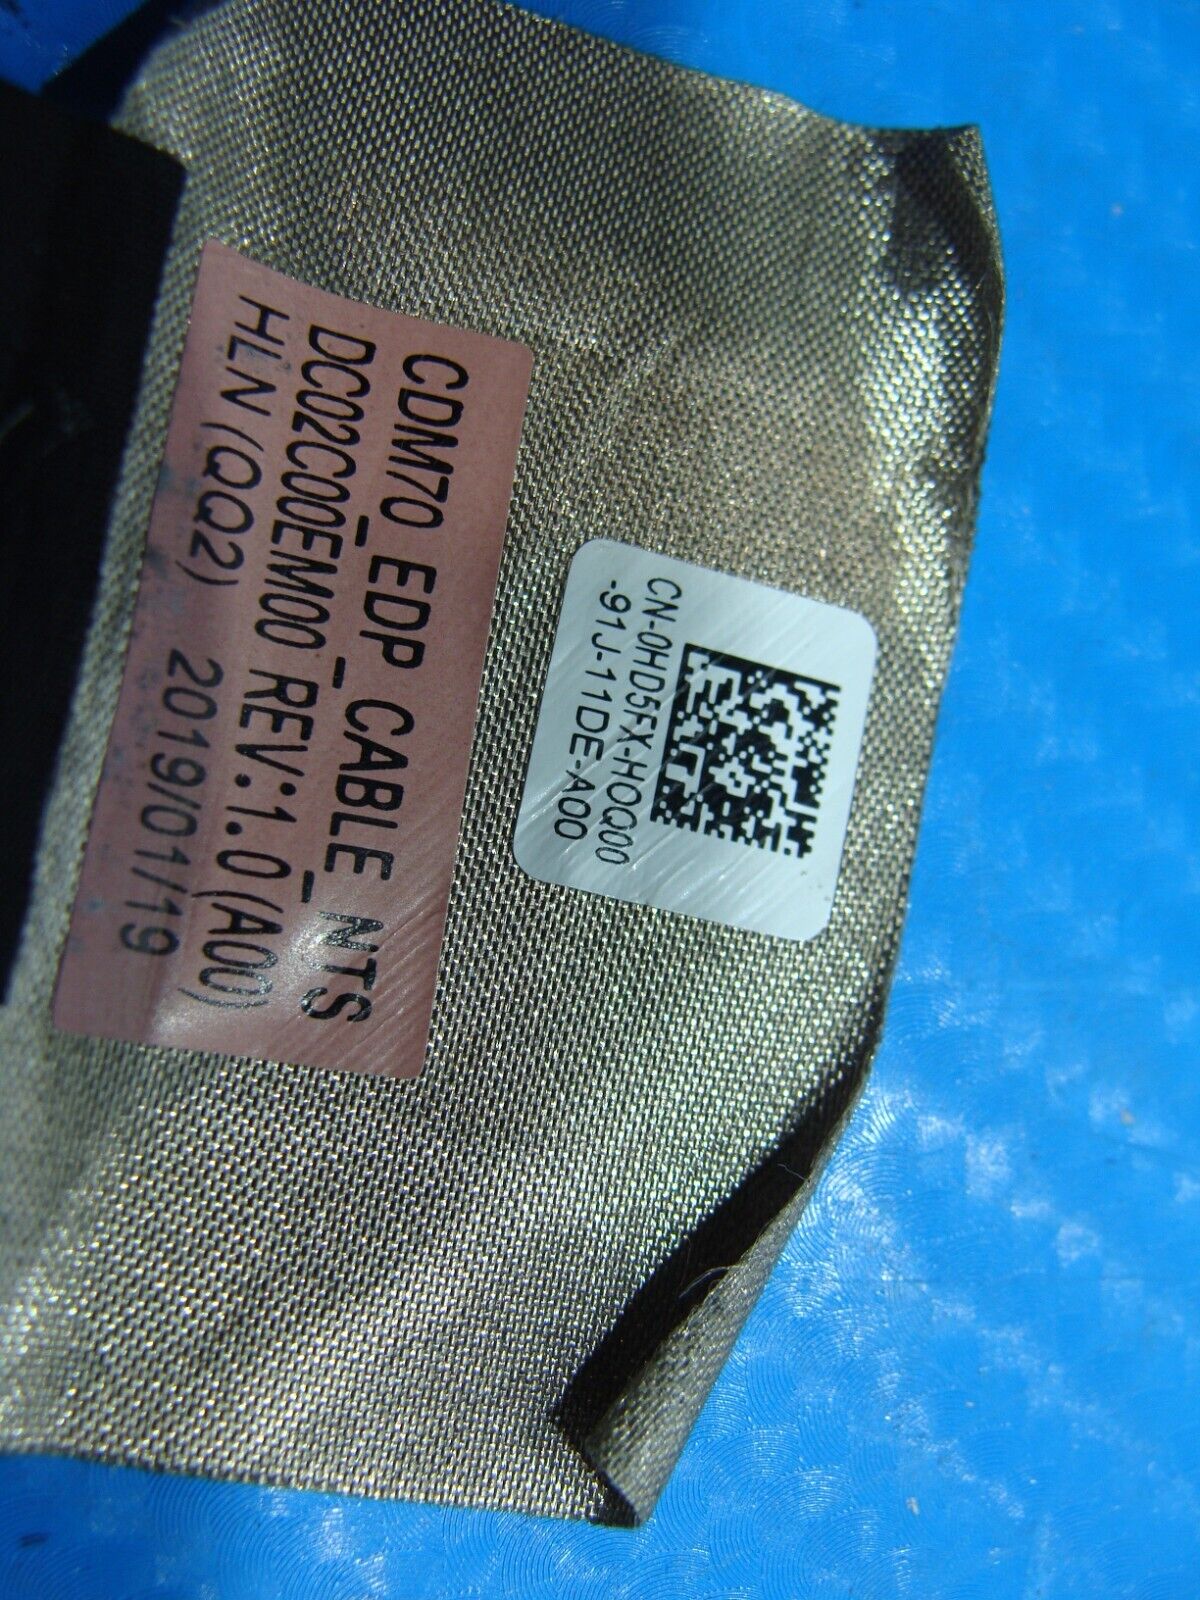 CDM70_EDP_CABLE_NTS
DC02C00EM00 REV:1.0(A00)
HLN (QQ2) 2019/01/19
CN-0HD5FX-HOQ00
-91J-11DE-A00